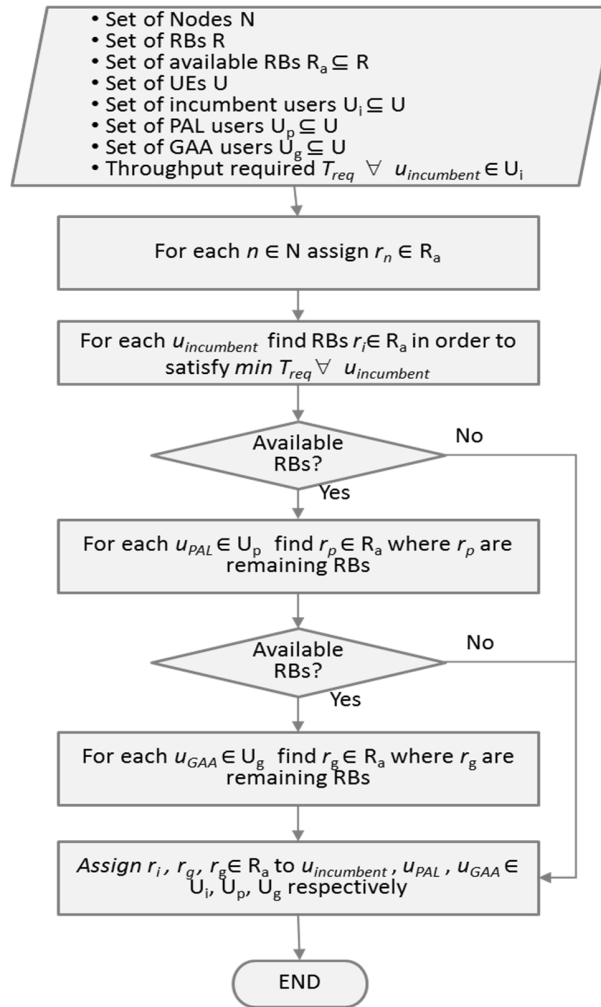 • Set of Nodes N
• Set of RBs R
• Set of available RBs Rₐ ⊆ R
• Set of UEs U
• Set of incumbent users Uᵢ ⊆ U
• Set of PAL users Uₚ ⊆ U
• Set of GAA users U_g ⊆ U
• Throughput required T_req ∀ u_incumbent ∈ Uᵢ
For each n ∈ N assign rₙ ∈ Rₐ
For each u_incumbent find RBs rᵢ ∈ Rₐ in order to
satisfy min T_req ∀ u_incumbent
Available
RBs?
No
Yes
For each u_PAL ∈ Uₚ find rₚ ∈ Rₐ where rₚ are
remaining RBs
Available
RBs?
No
Yes
For each u_GAA ∈ U_g find r_g ∈ Rₐ where r_g are
remaining RBs
Assign rᵢ, r_q, r_g ∈ Rₐ to u_incumbent, u_PAL, u_GAA ∈
Uᵢ, Uₚ, U_g respectively
END